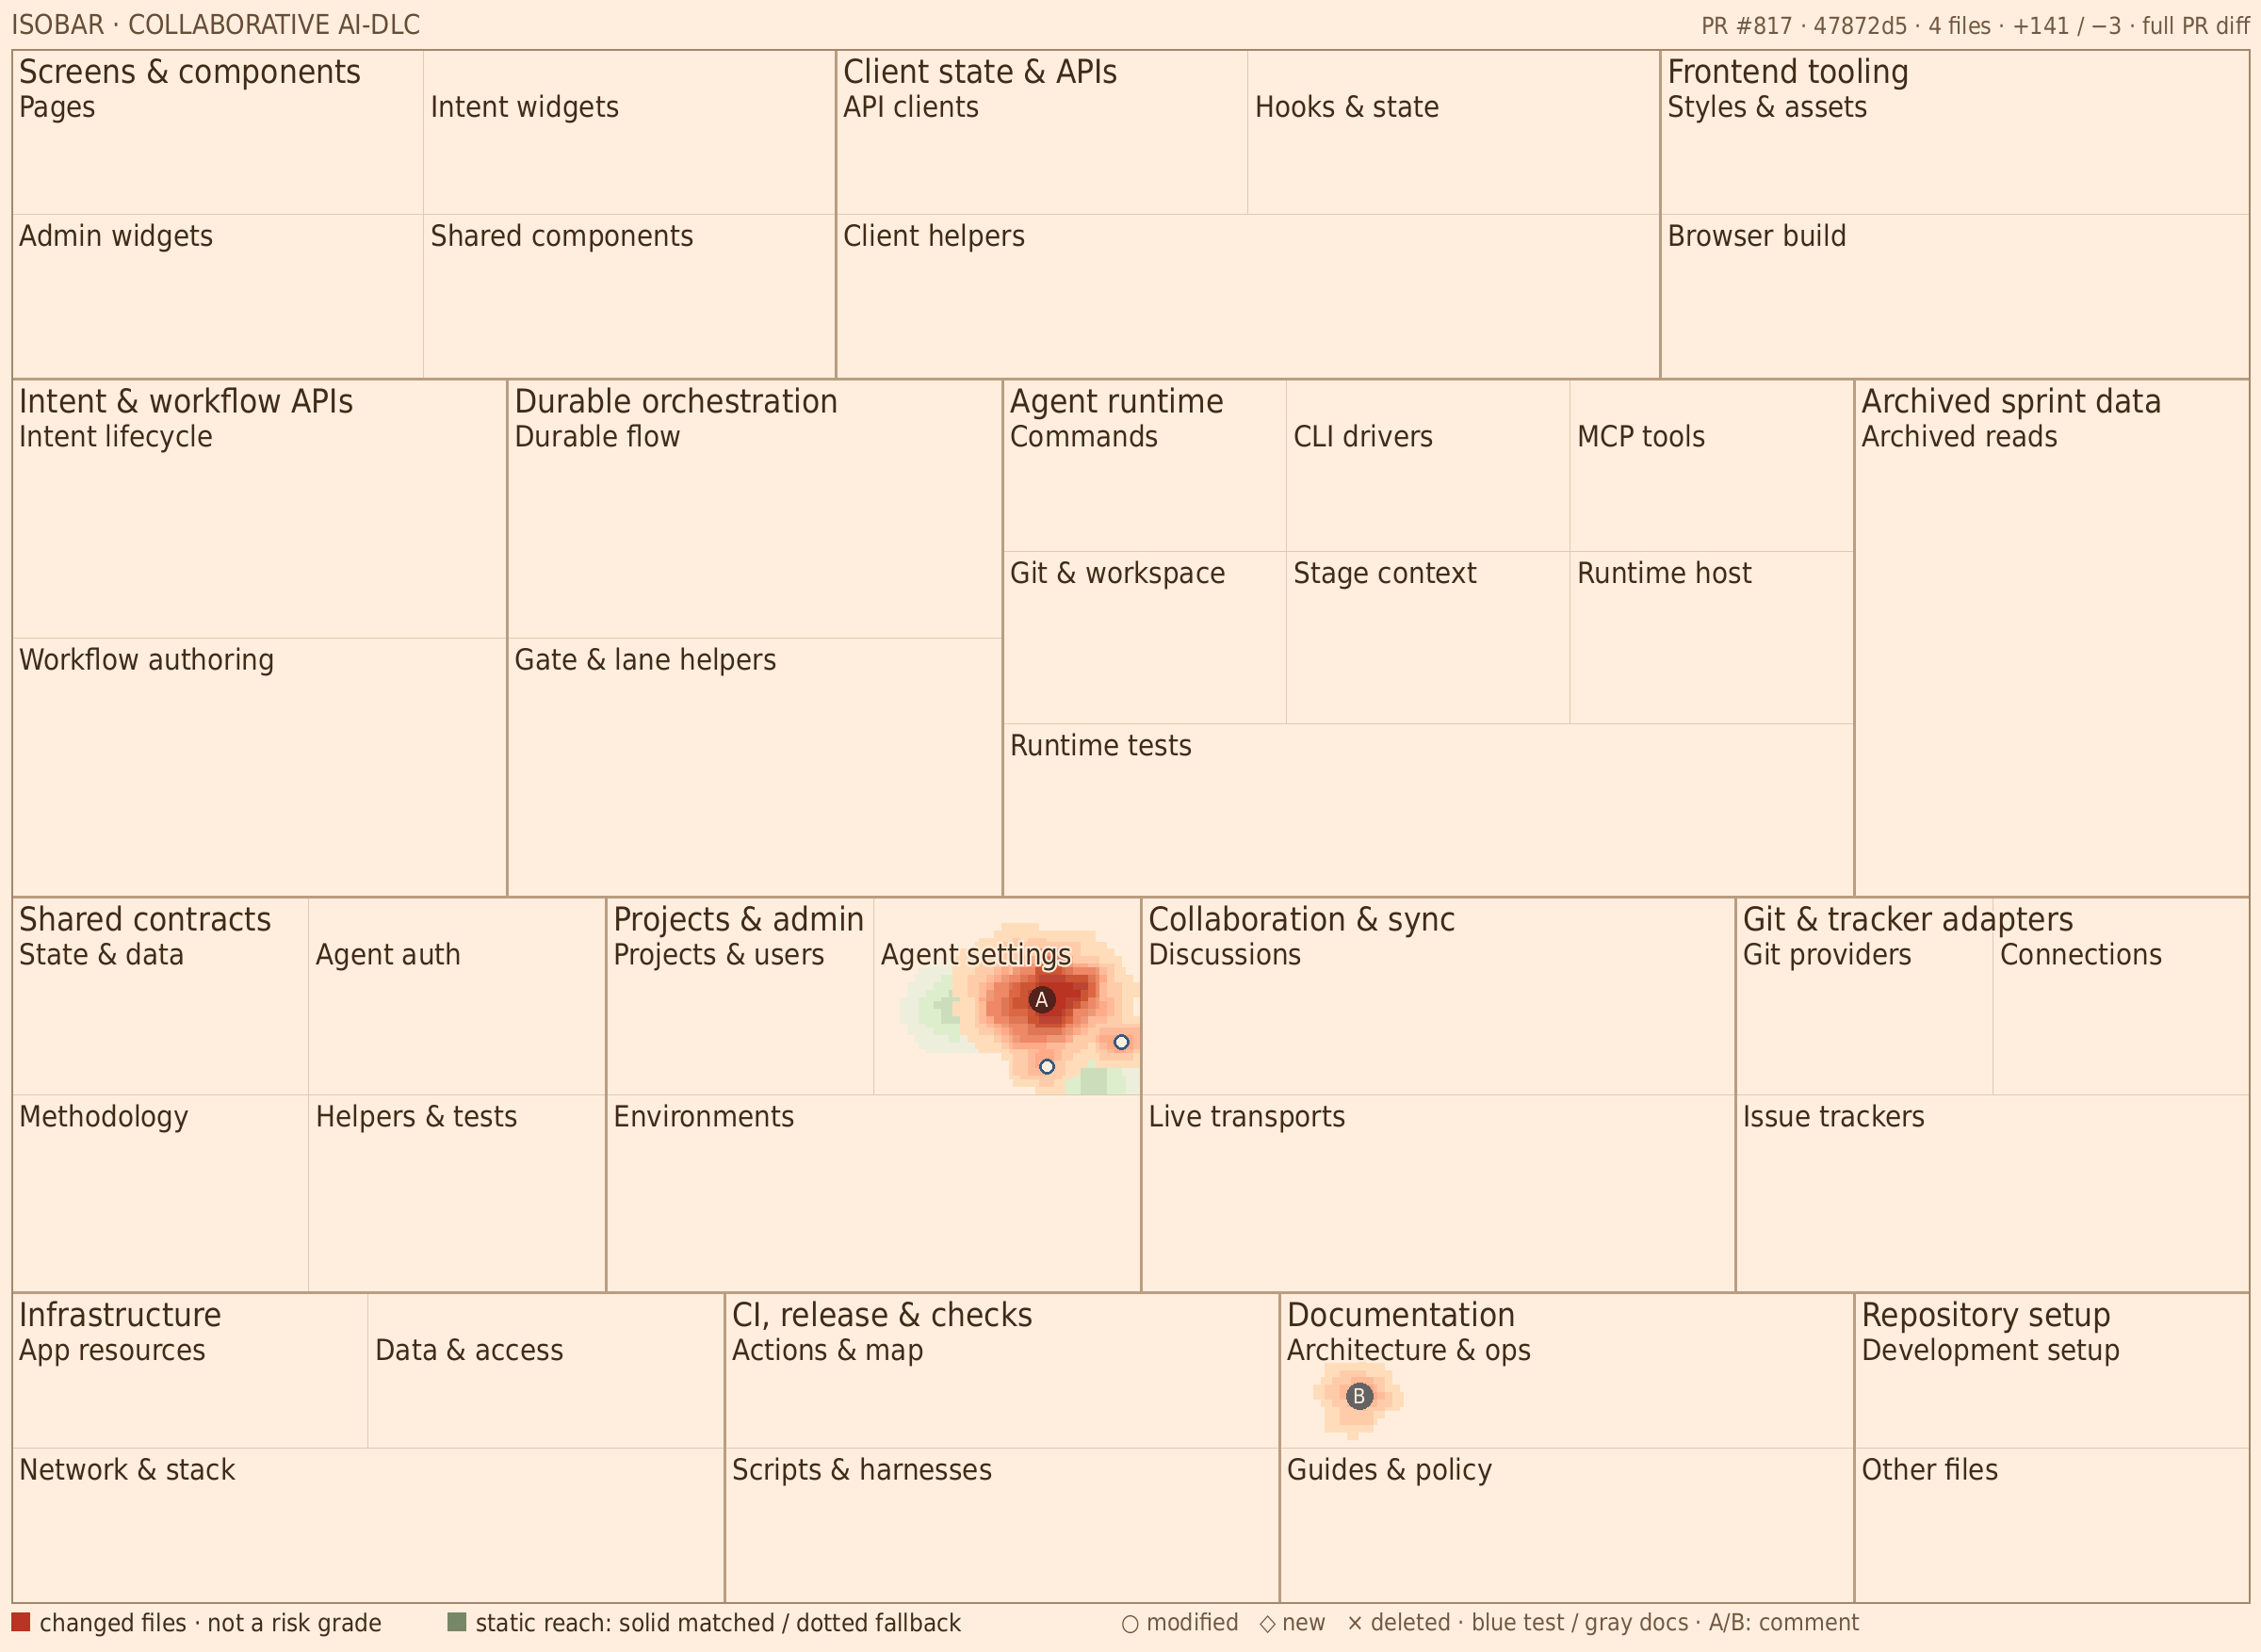 ISOBAR · COLLABORATIVE AI-DLC
PR #817 · 47872d5 · 4 files · +141 / −3 · full PR diff
Screens & components
Pages
Intent widgets
Client state & APIs
API clients
Hooks & state
Frontend tooling
Styles & assets
Admin widgets
Shared components
Client helpers
Browser build
Intent & workflow APIs
Intent lifecycle
Durable orchestration
Durable flow
Agent runtime
Commands
CLI drivers
MCP tools
Archived sprint data
Archived reads
Git & workspace
Stage context
Runtime host
Workflow authoring
Gate & lane helpers
Runtime tests
Shared contracts
State & data
Agent auth
Projects & admin
Projects & users
Agent settings
A
Collaboration & sync
Discussions
Git & tracker adapters
Git providers
Connections
Methodology
Helpers & tests
Environments
Live transports
Issue trackers
Infrastructure
App resources
Data & access
CI, release & checks
Actions & map
Documentation
Architecture & ops
B
Repository setup
Development setup
Network & stack
Scripts & harnesses
Guides & policy
Other files
changed files · not a risk grade
static reach: solid matched / dotted fallback
○ modified ◇ new × deleted · blue test / gray docs · A/B: comment